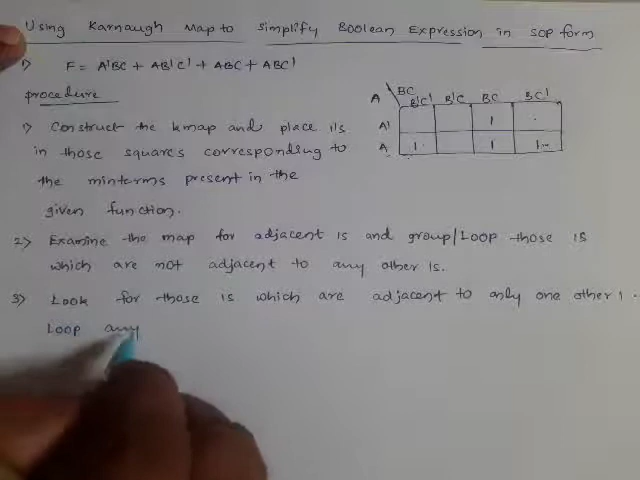 Using Karnaugh Map to Simplify Boolean Expression in SOP form
1) F = A'BC + AB'C' + ABC + ABC'
procedure
A \ BC B'C' B'C BC BC'
A' 1
A 1 1 1
1) Construct the kmap and place 1s
in those squares corresponding to
the minterms present in the
given function.
2) Examine the map for adjacent 1s and group/Loop those 1s
which are not adjacent to any other 1s.
3) Look for those 1s which are adjacent to only one other 1.
Loop any